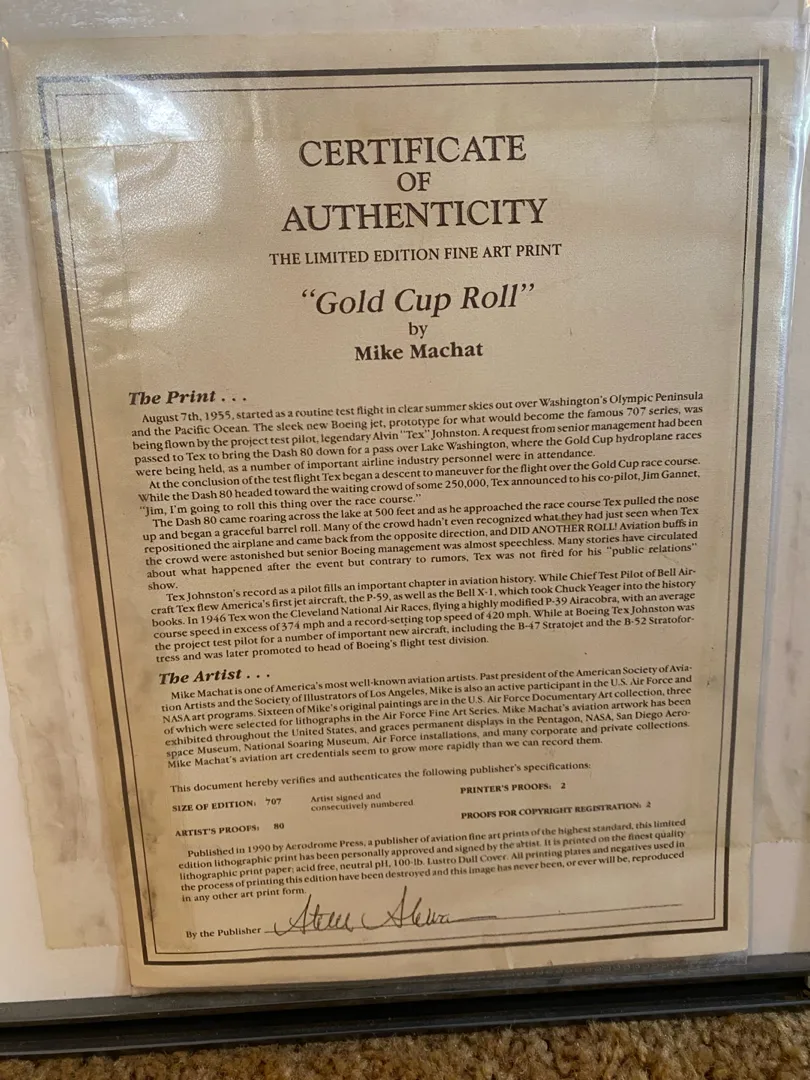 CERTIFICATE
OF
AUTHENTICITY
THE LIMITED EDITION FINE ART PRINT
“Gold Cup Roll”
by
Mike Machat
The Print . . .
August 7th, 1955, started as a routine test flight in clear summer skies out over Washington's Olympic Peninsula
and the Pacific Ocean. The sleek new Boeing jet, prototype for what would become the famous 707 series, was
being flown by the project test pilot, legendary Alvin “Tex” Johnston. A request from senior management had been
passed to Tex to bring the Dash 80 down for a pass over Lake Washington, where the Gold Cup hydroplane races
were being held, as a number of important airline industry personnel were in attendance.
At the conclusion of the test flight Tex began a descent to maneuver for the flight over the Gold Cup race course.
While the Dash 80 headed toward the waiting crowd of some 250,000, Tex announced to his co-pilot, Jim Gannet,
“Jim, I'm going to roll this thing over the race course.”
The Dash 80 came roaring across the lake at 500 feet and as he approached the race course Tex pulled the nose
up and began a graceful barrel roll. Many of the crowd hadn't even recognized what they had just seen when Tex
repositioned the airplane and came back from the opposite direction, and DID ANOTHER ROLL! Aviation buffs in
the crowd were astonished but senior Boeing management was almost speechless. Many stories have circulated
about what happened after the event but contrary to rumors, Tex was not fired for his “public relations”
show.
Tex Johnston's record as a pilot fills an important chapter in aviation history. While Chief Test Pilot of Bell Air-
craft Tex flew America's first jet aircraft, the P-59, as well as the Bell X-1, which took Chuck Yeager into the history
books. In 1946 Tex won the Cleveland National Air Races, flying a highly modified P-39 Airacobra, with an average
course speed in excess of 374 mph and a record-setting top speed of 420 mph. While at Boeing Tex Johnston was
the project test pilot for a number of important new aircraft, including the B-47 Stratojet and the B-52 Stratofor-
tress and was later promoted to head of Boeing's flight test division.
The Artist . . .
Mike Machat is one of America's most well-known aviation artists. Past president of the American Society of Avia-
tion Artists and the Society of Illustrators of Los Angeles, Mike is also an active participant in the U.S. Air Force and
NASA art programs. Sixteen of Mike's original paintings are in the U.S. Air Force Documentary Art collection, three
of which were selected for lithographs in the Air Force Fine Art Series. Mike Machat's aviation artwork has been
exhibited throughout the United States, and graces permanent displays in the Pentagon, NASA, San Diego Aero-
space Museum, National Soaring Museum, Air Force installations, and many corporate and private collections.
Mike Machat's aviation art credentials seem to grow more rapidly than we can record them.
This document hereby verifies and authenticates the following publisher's specifications:
SIZE OF EDITION: 707 Artist signed and consecutively numbered PRINTER'S PROOFS: 2
ARTIST'S PROOFS: 80 PROOFS FOR COPYRIGHT REGISTRATION: 2
Published in 1990 by Aerodrome Press, a publisher of aviation fine art prints of the highest standard, this limited
edition lithographic print has been personally approved and signed by the artist. It is printed on the finest quality
lithographic print paper; acid free, neutral pH, 100-lb. Lustro Dull Cover. All printing plates and negatives used in
the process of printing this edition have been destroyed and this image has never been, or ever will be, reproduced
in any other art print form.
By the Publisher